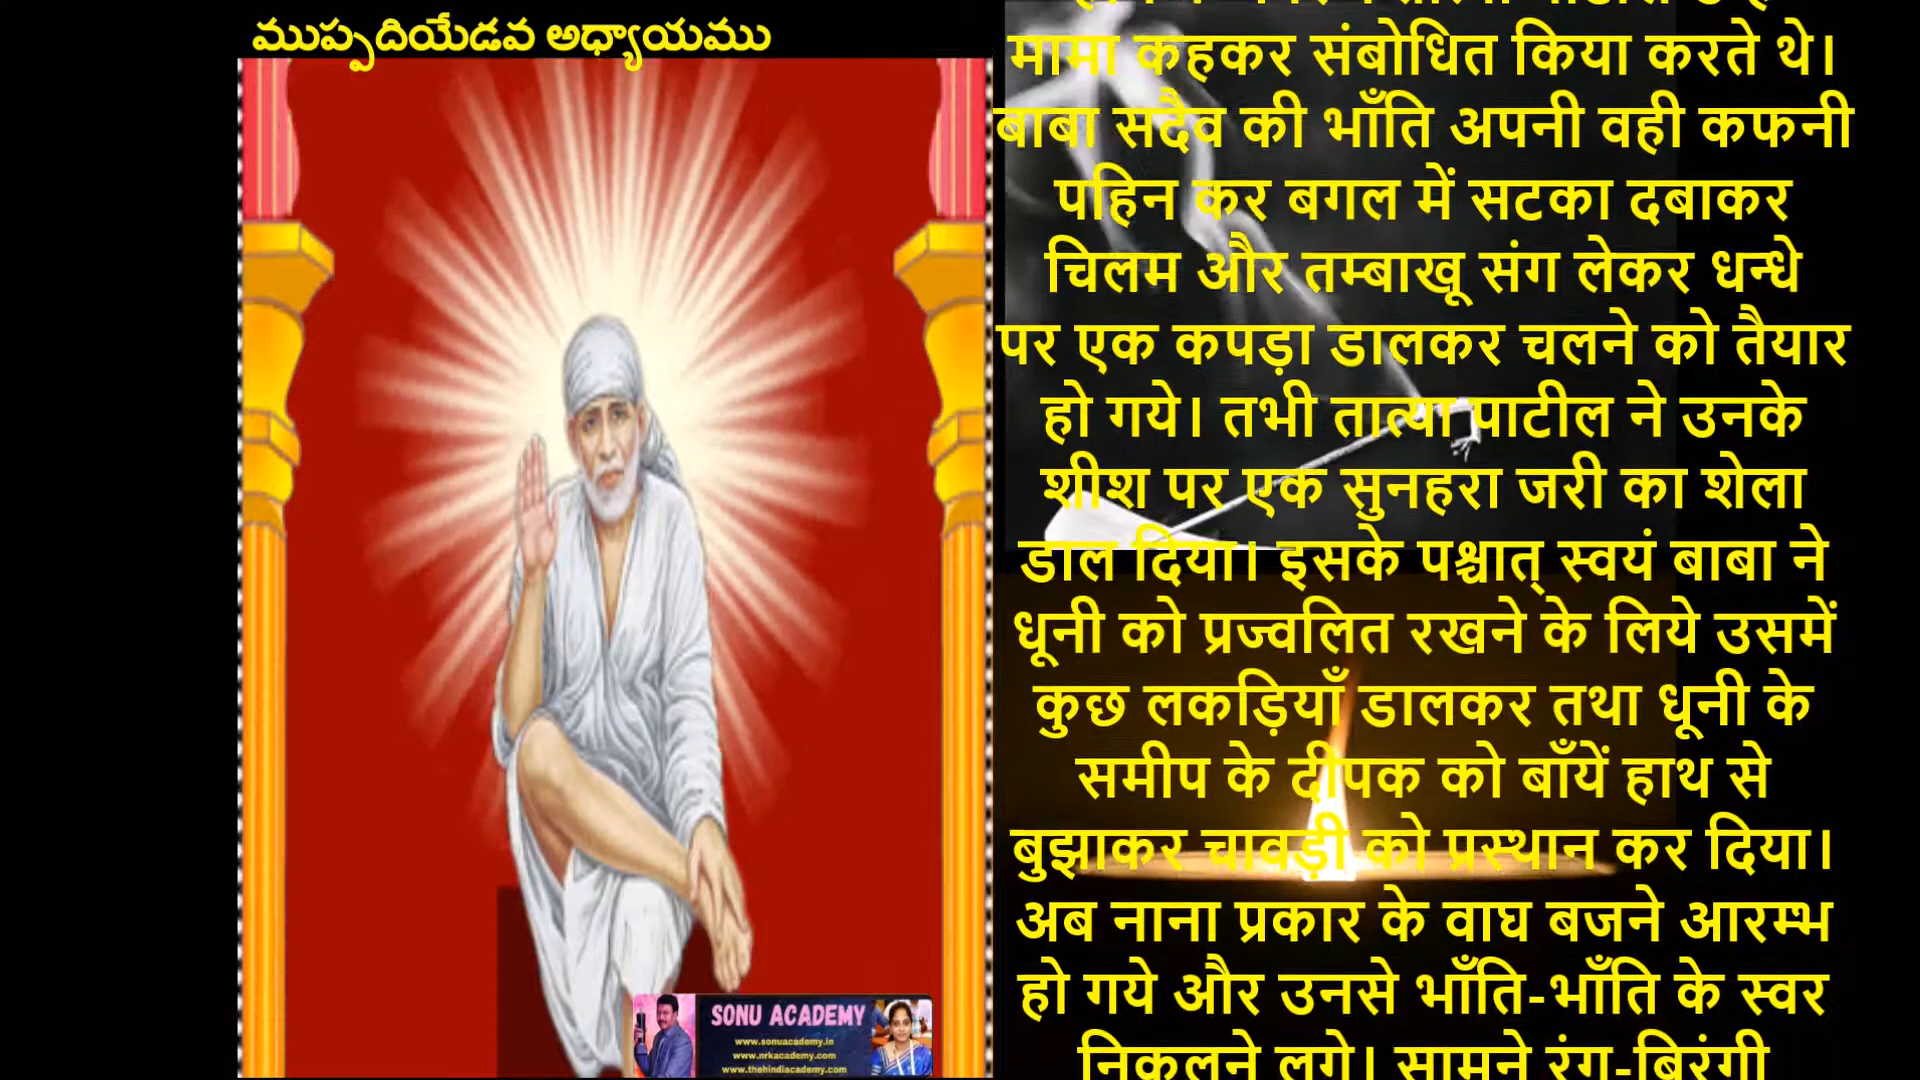 ముప్పదియేడవ అధ్యాయము
मामा कहकर संबोधित किया करते थे।
बाबा सदैव की भाँति अपनी वही कफनी
पहिन कर बगल में सटका दबाकर
चिलम और तम्बाखू संग लेकर धन्धे
पर एक कपड़ा डालकर चलने को तैयार
हो गये। तभी तात्या पाटील ने उनके
शीश पर एक सुनहरा जरी का शेला
डाल दिया। इसके पश्चात् स्वयं बाबा ने
धूनी को प्रज्वलित रखने के लिये उसमें
कुछ लकड़ियाँ डालकर तथा धूनी के
समीप के दीपक को बाँयें हाथ से
बुझाकर चावड़ी को प्रस्थान कर दिया।
अब नाना प्रकार के वाघ बजने आरम्भ
हो गये और उनसे भाँति-भाँति के स्वर
निकलने लगे। सामने रंग-बिरंगी
SONU ACADEMY
www.sonuacademy.in
www.nrkacademy.com
www.thehindiacademy.com